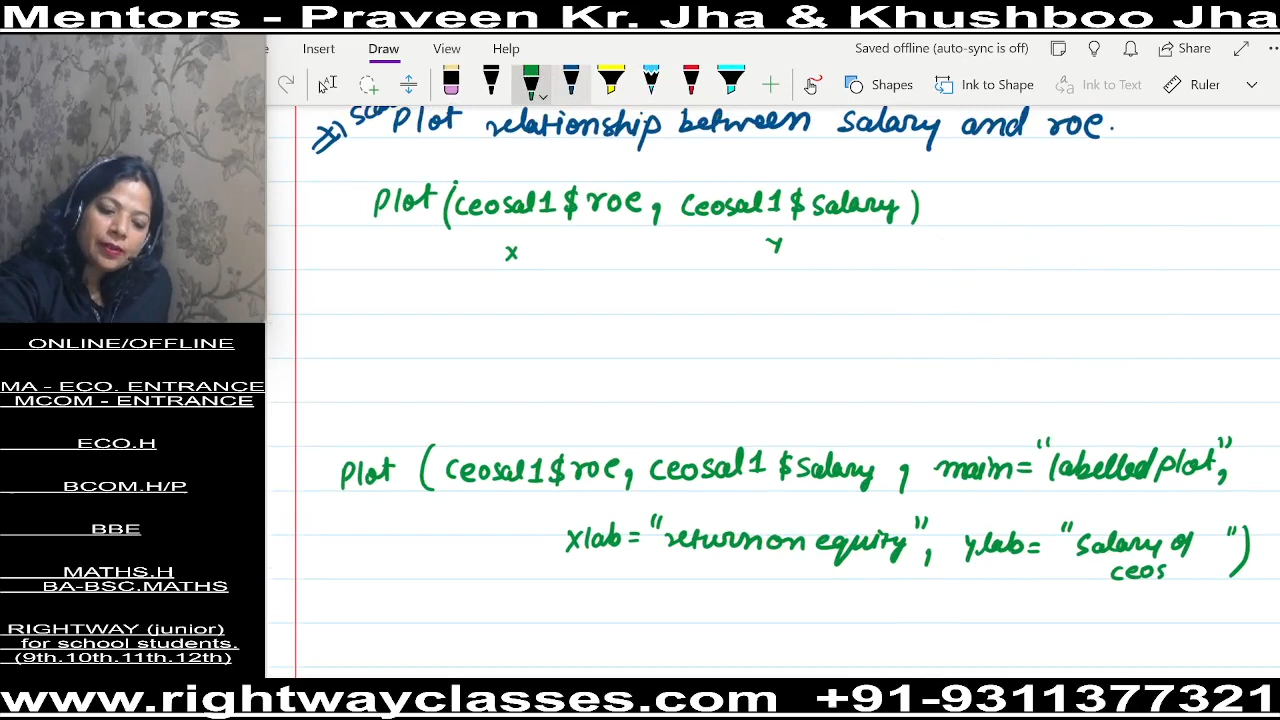 Mentors - Praveen Kr. Jha & Khushboo Jha
Insert Draw View Help Saved offline (auto-sync is off) Share
Ink to Shape Ink to Text Ruler
Shapes
Plot relationship between salary and roe.
Plot (ceosal1 $ roe, ceosal1 $ salary)
x y
Plot (ceosal1 $ roe, ceosal1 $ salary, main = "labelled plot",
xlab = "return on equity", ylab = "salary of ")
ceos
ONLINE/OFFLINE
MA - ECO. ENTRANCE
MCOM - ENTRANCE
ECO.H
BCOM.H/P
BBE
MATHS.H
BA-BSC.MATHS
RIGHTWAY (junior)
for school students.
(9th.10th.11th.12th)
www.rightwayclasses.com +91-9311377321